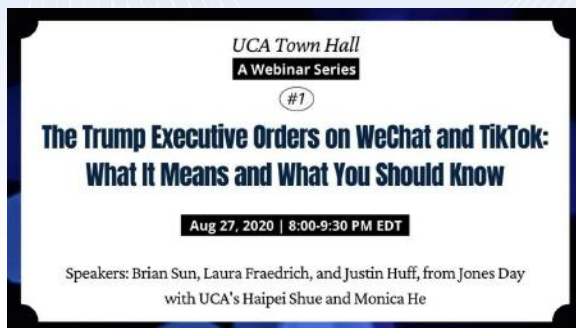 UCA Town Hall
A Webinar Series
#1
The Trump Executive Orders on WeChat and TikTok:
What It Means and What You Should Know
Aug 27, 2020 | 8:00-9:30 PM EDT
Speakers: Brian Sun, Laura Fraedrich, and Justin Huff, from Jones Day
with UCA's Haipei Shue and Monica He